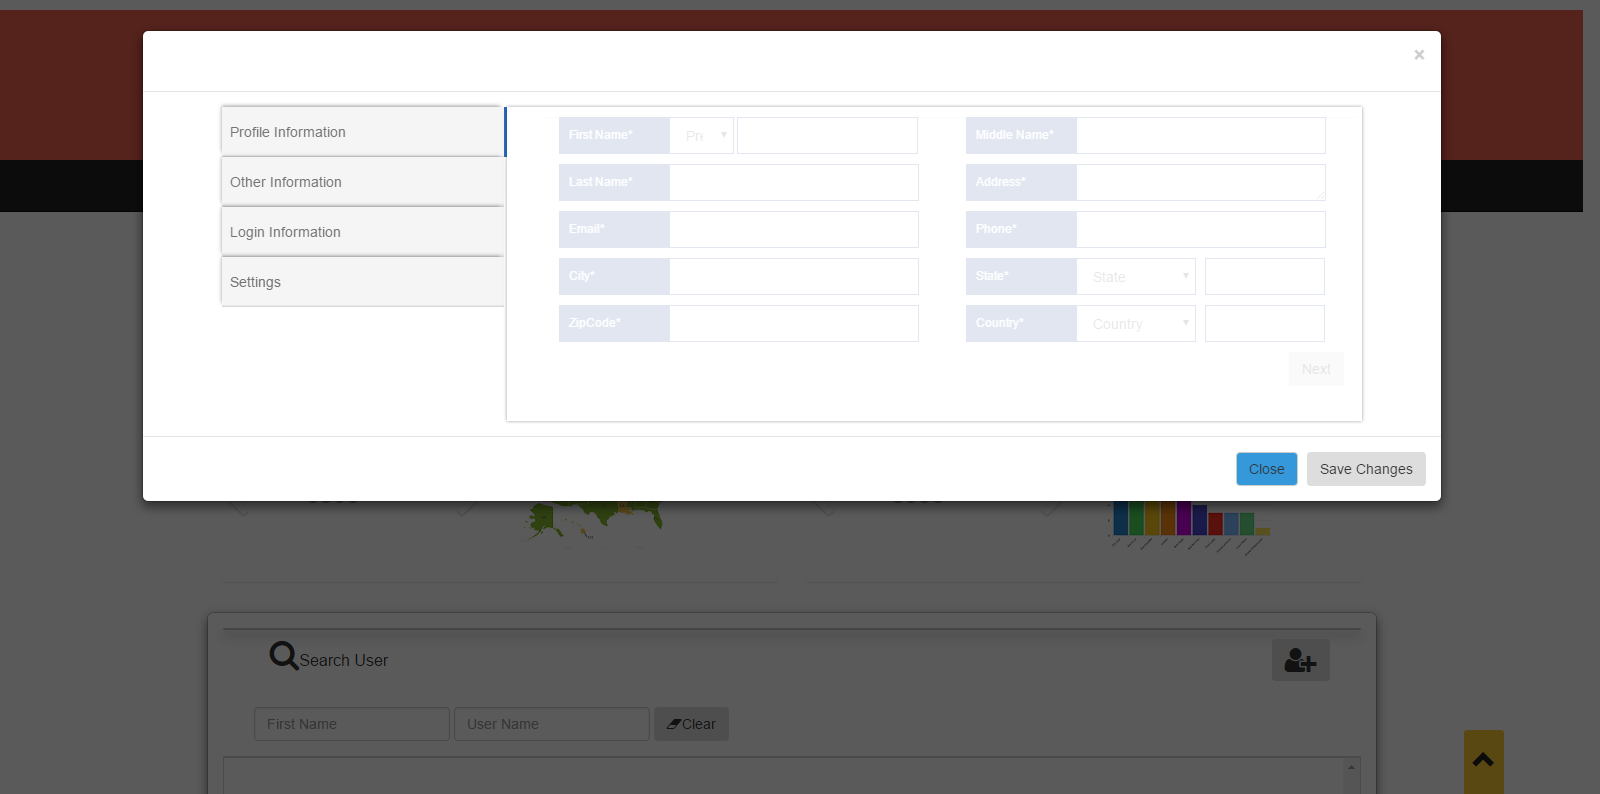 ×
Profile Information
Other Information
Login Information
Settings
First Name*
Middle Name*
Last Name*
Address*
Email*
Phone*
City*
State* State
ZipCode*
Country* Country
Next
Close Save Changes
Search User
First Name User Name Clear